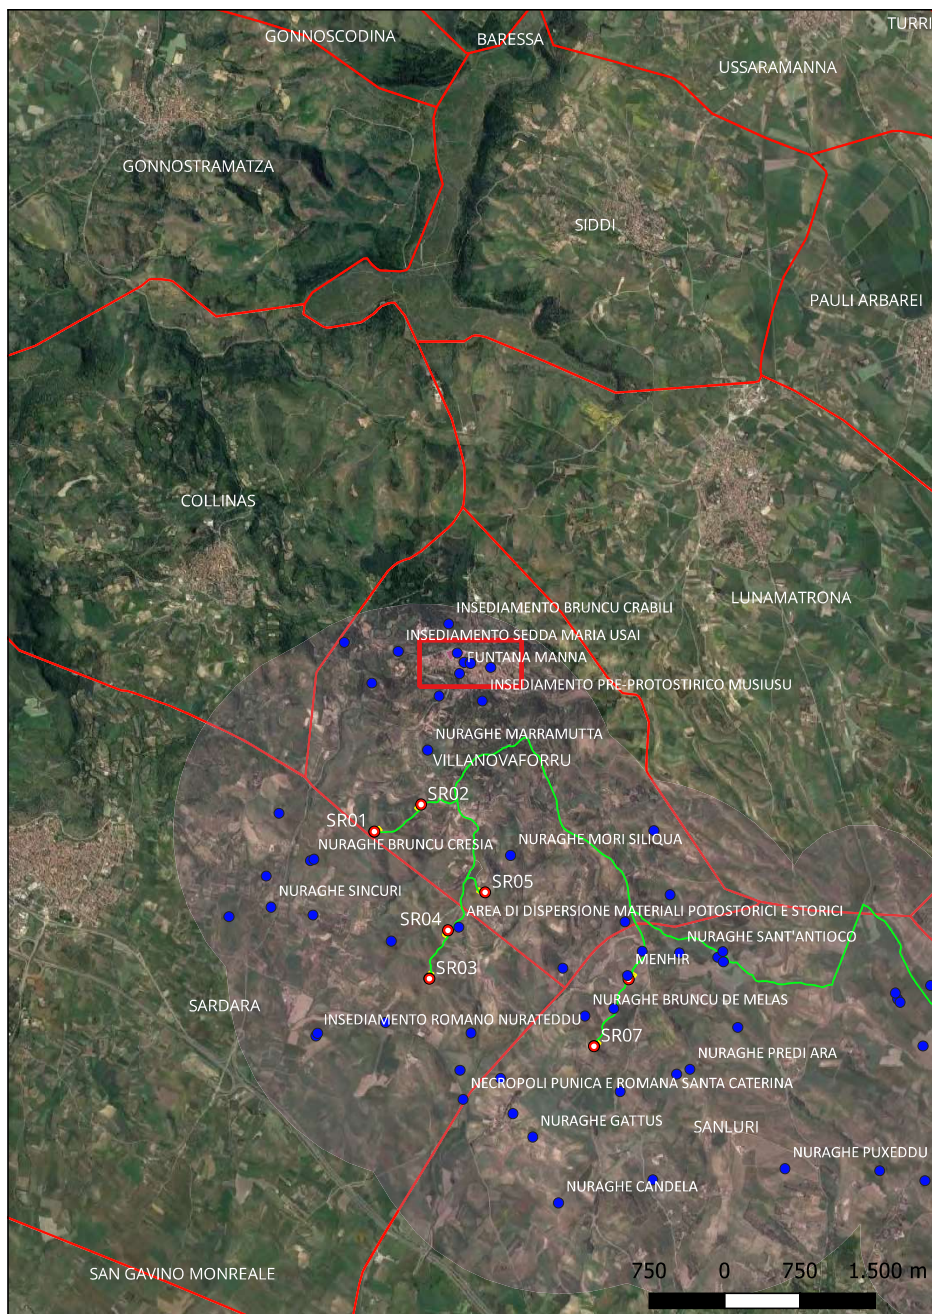 TURRI
GONNOSCODINA
BARESSA
USSARAMANNA
GONNOSTRAMATZA
SIDDI
PAULI ARBAREI
COLLINAS
LUNAMATRONA
INSEDIAMENTO BRUNCU CRABILI
INSEDIAMENTO SEDDA MARIA USAI
FUNTANA MANNA
INSEDIAMENTO PRE-PROTOSTIRICO MUSIUSU
NURAGHE MARRAMUTTA
VILLANOVAFORRU
SR02
SR01
NURAGHE BRUNCU CRESIA
NURAGHE MORI SILIQUA
NURAGHE SINCURI
SR05
AREA DI DISPERSIONE MATERIALI POTOSTORICI E STORICI
SR04
NURAGHE SANT'ANTIOCO
MENHIR
SR03
SARDARA
NURAGHE BRUNCU DE MELAS
INSEDIAMENTO ROMANO NURATEDDU
SR07
NURAGHE PREDI ARA
NECROPOLI PUNICA E ROMANA SANTA CATERINA
NURAGHE GATTUS
SANLURI
NURAGHE PUXEDDU
NURAGHE CANDELA
SAN GAVINO MONREALE
750 0 750 1.500 m